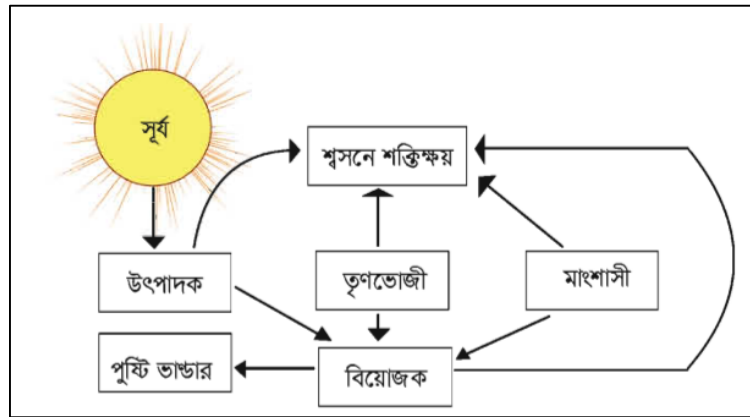 সূর্য
শ্বসনে শক্তিক্ষয়
উৎপাদক
তৃণভোজী
মাংশাসী
পুষ্টি ভাণ্ডার
বিয়োজক